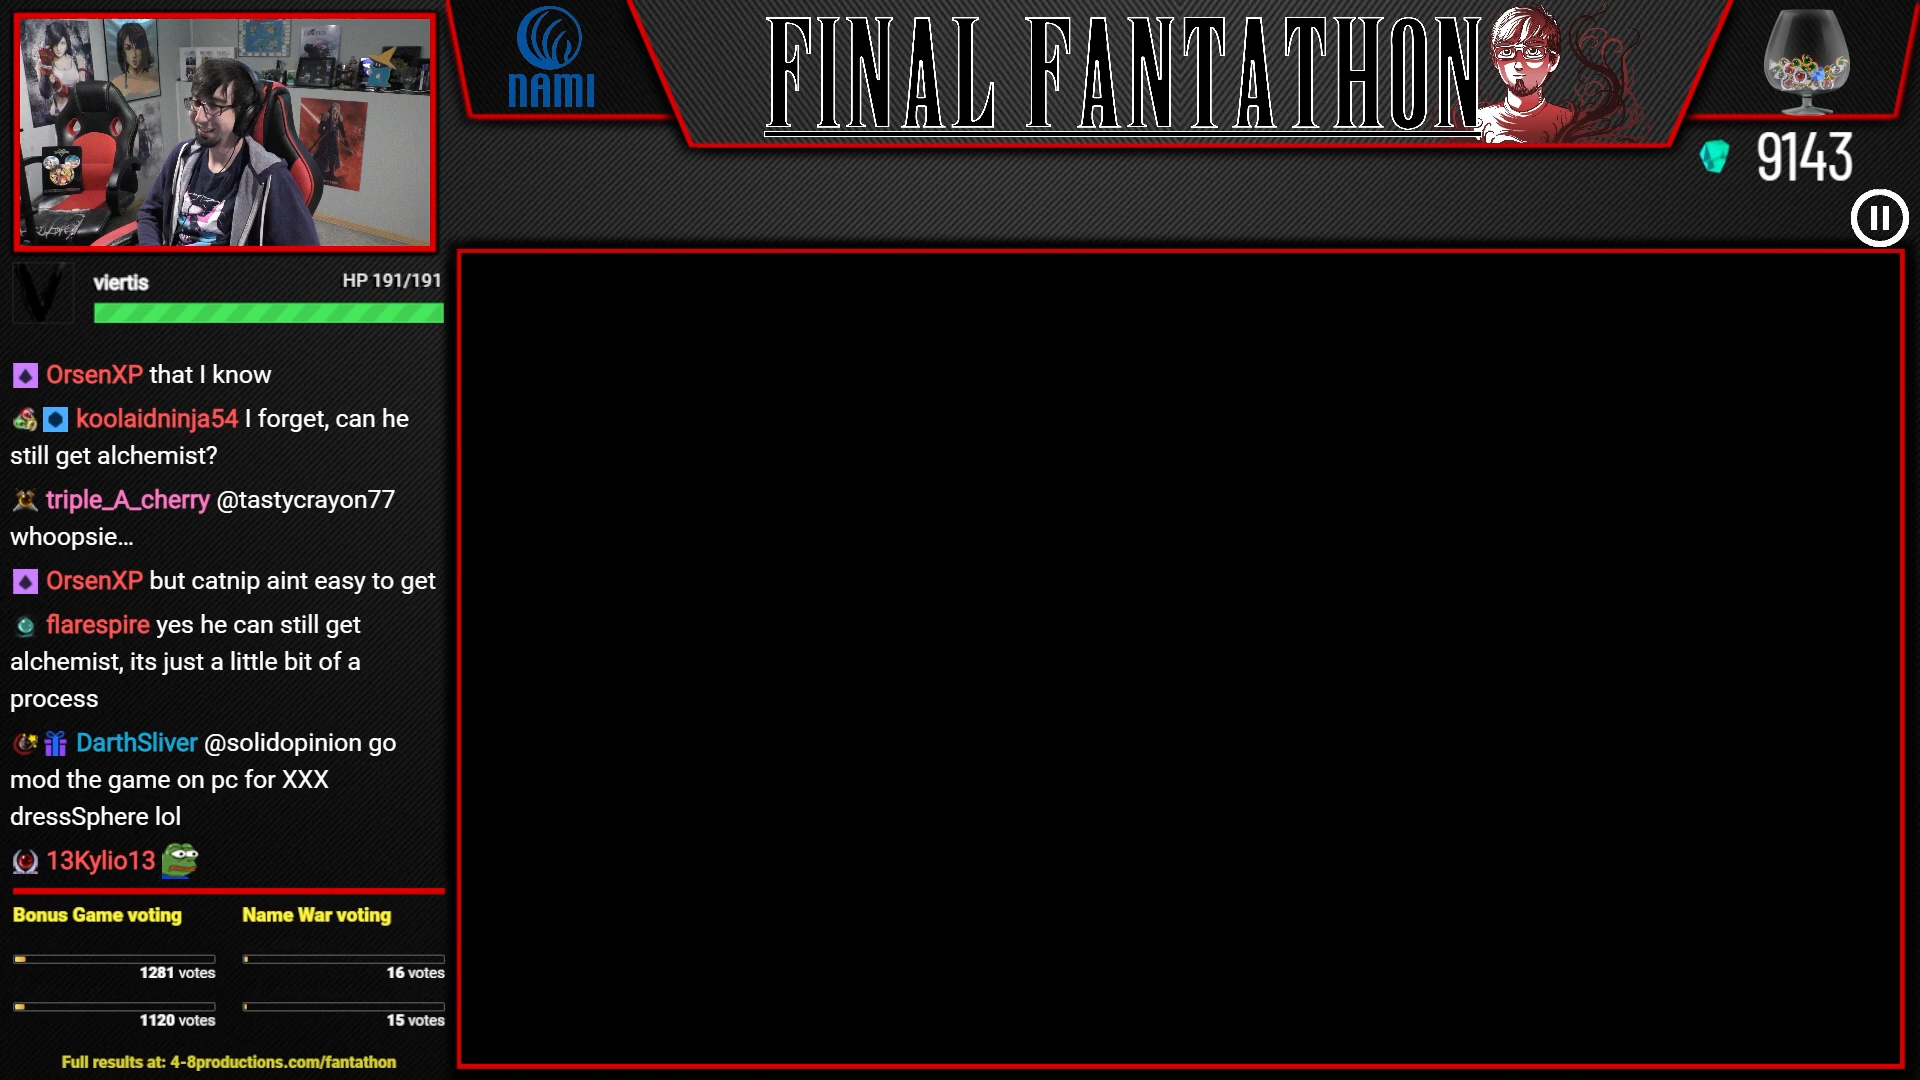 NAMI
FINAL FANTATHON
9143
viertis
HP 191/191
OrsenXP that I know
koolaidninja54 I forget, can he
still get alchemist?
triple_A_cherry @tastycrayon77
whoopsie...
OrsenXP but catnip aint easy to get
flarespire yes he can still get
alchemist, its just a little bit of a
process
DarthSliver @solidopinion go
mod the game on pc for XXX
dressSphere lol
13Kylio13
Bonus Game voting
1281 votes
1120 votes
Name War voting
16 votes
15 votes
Full results at: 4-8productions.com/fantathon